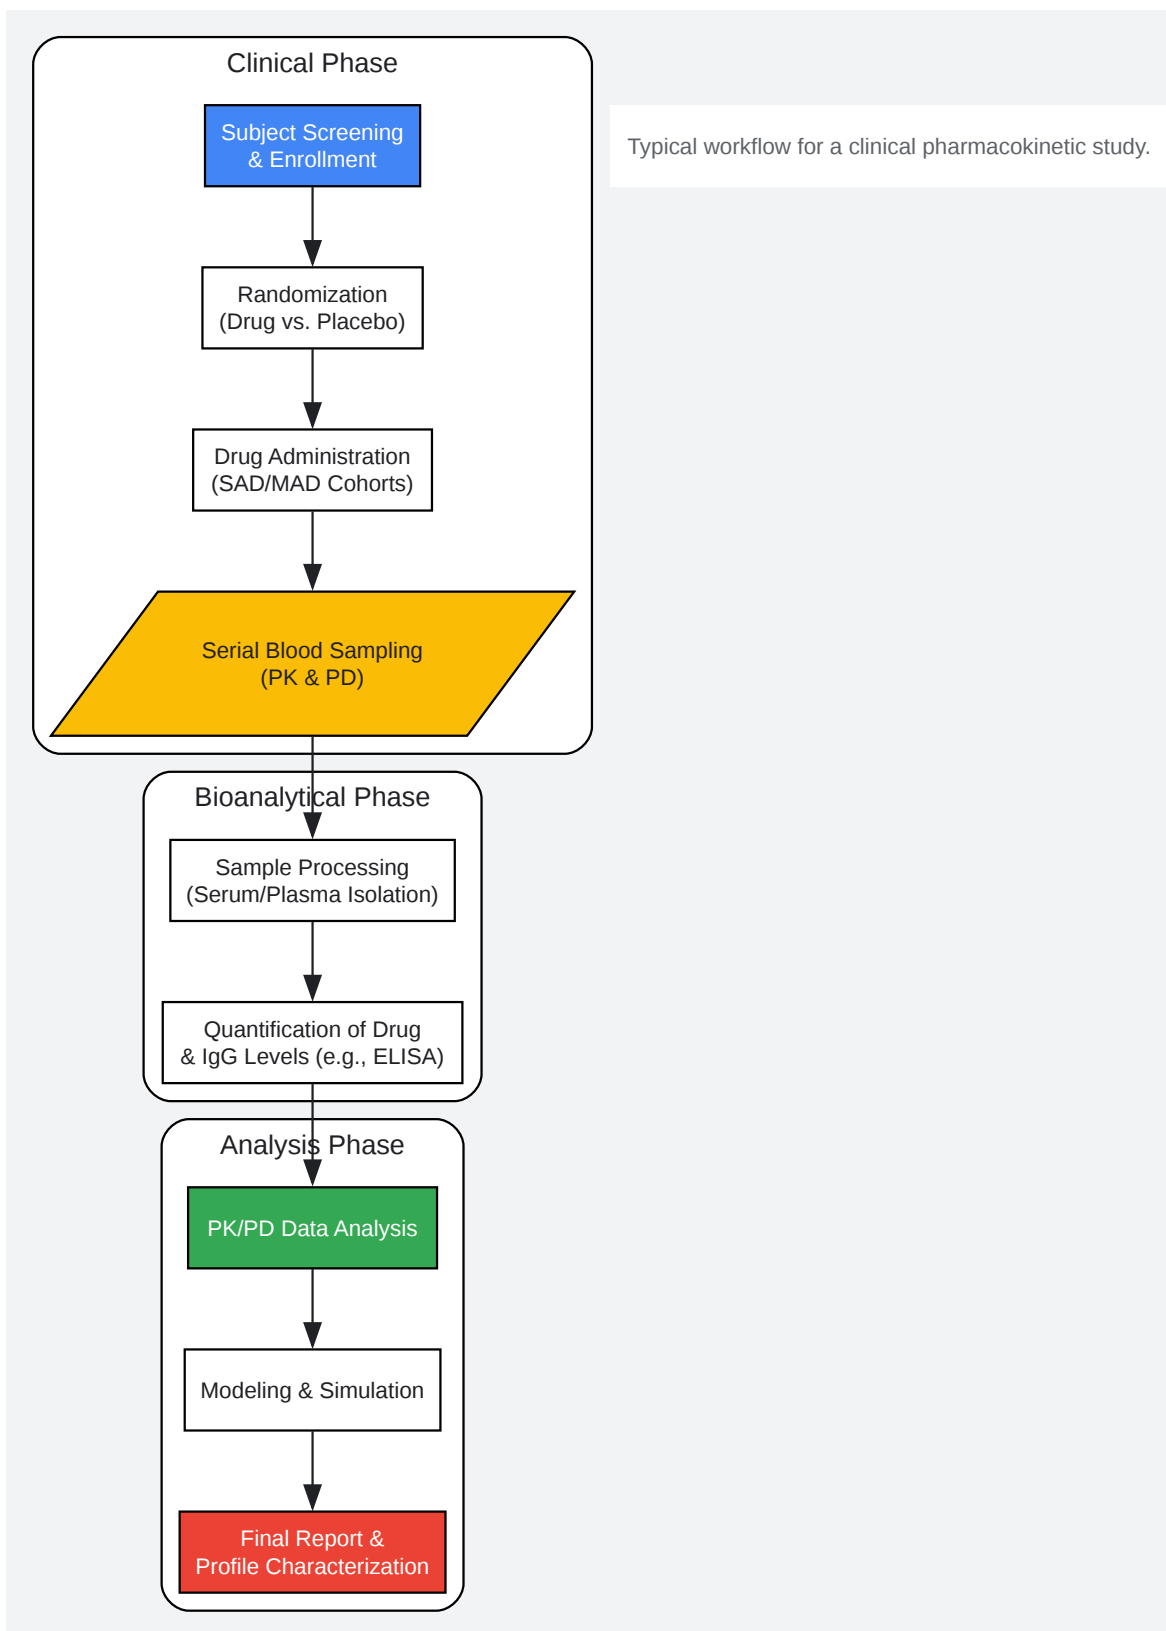 Clinical Phase
Subject Screening
& Enrollment
Typical workflow for a clinical pharmacokinetic study.
Randomization
(Drug vs. Placebo)
Drug Administration
(SAD/MAD Cohorts)
Serial Blood Sampling
(PK & PD)
Bioanalytical Phase
Sample Processing
(Serum/Plasma Isolation)
Quantification of Drug
& IgG Levels (e.g., ELISA)
Analysis Phase
PK/PD Data Analysis
Modeling & Simulation
Final Report &
Profile Characterization